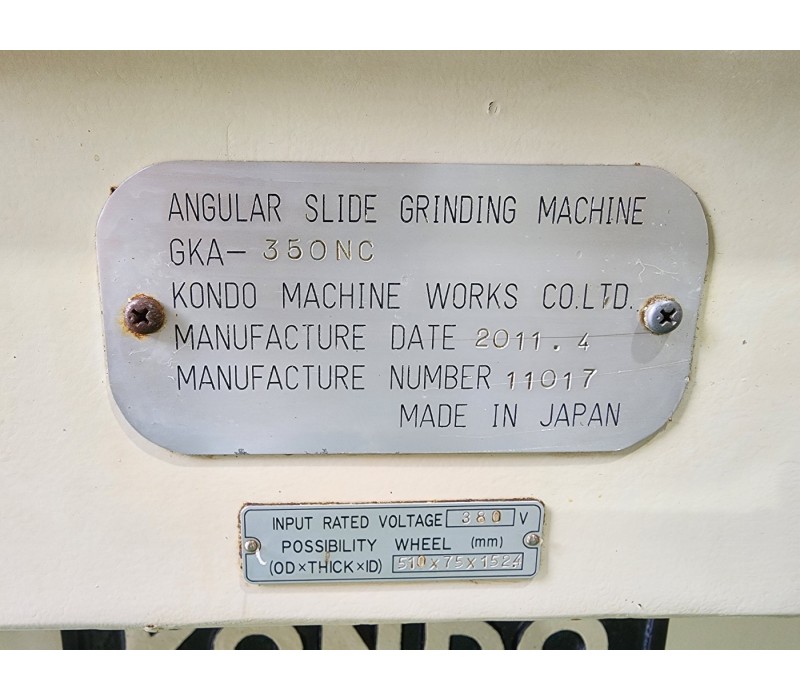 ANGULAR SLIDE GRINDING MACHINE
GKA- 350NC
KONDO MACHINE WORKS CO.LTD.
MANUFACTURE DATE 2011.4
MANUFACTURE NUMBER 11017
MADE IN JAPAN
INPUT RATED VOLTAGE 380 V
POSSIBILITY WHEEL (mm)
(OD×THICK×ID) 510×75×152.4
KONDO